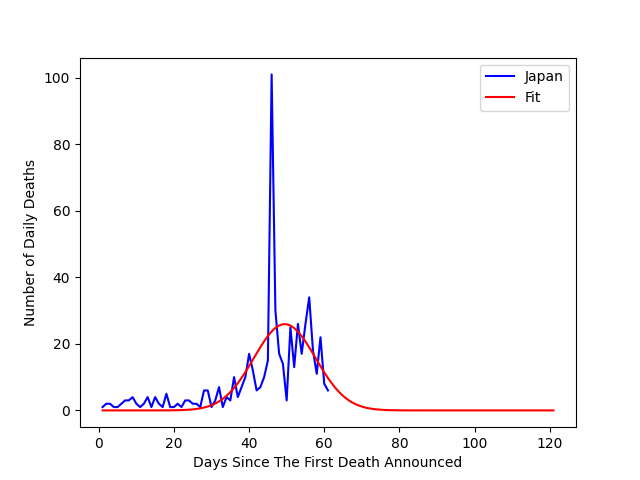 Japan
Fit
100
80
60
40
20
0
Number of Daily Deaths
0 20 40 60 80 100 120
Days Since The First Death Announced